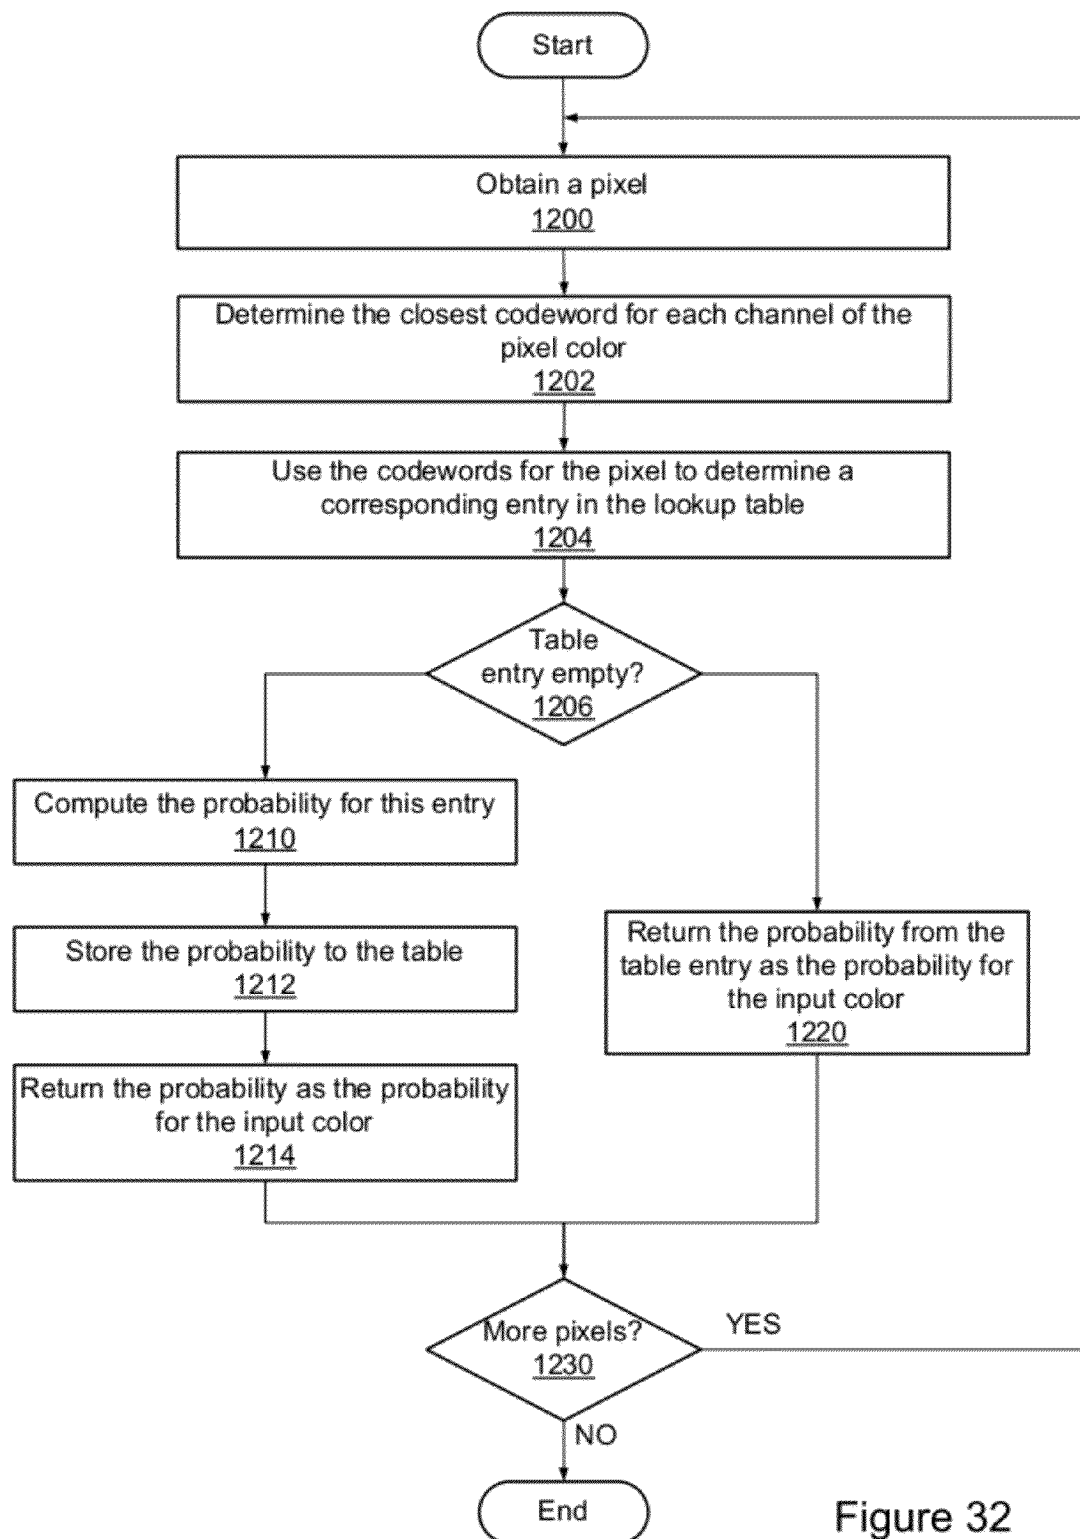 Start
Obtain a pixel
1200
Determine the closest codeword for each channel of the
pixel color
1202
Use the codewords for the pixel to determine a
corresponding entry in the lookup table
1204
Table
entry empty?
1206
Compute the probability for this entry
1210
Store the probability to the table
1212
Return the probability as the probability
for the input color
1214
Return the probability from the
table entry as the probability for
the input color
1220
More pixels?
1230
YES
NO
End
Figure 32